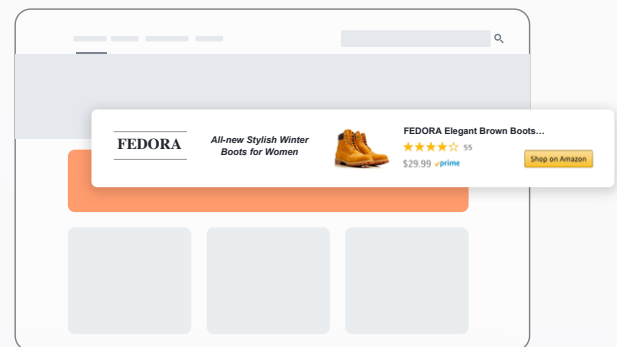 FEDORA
All-new Stylish Winter
Boots for Women
FEDORA Elegant Brown Boots...
55
$29.99 prime
Shop on Amazon